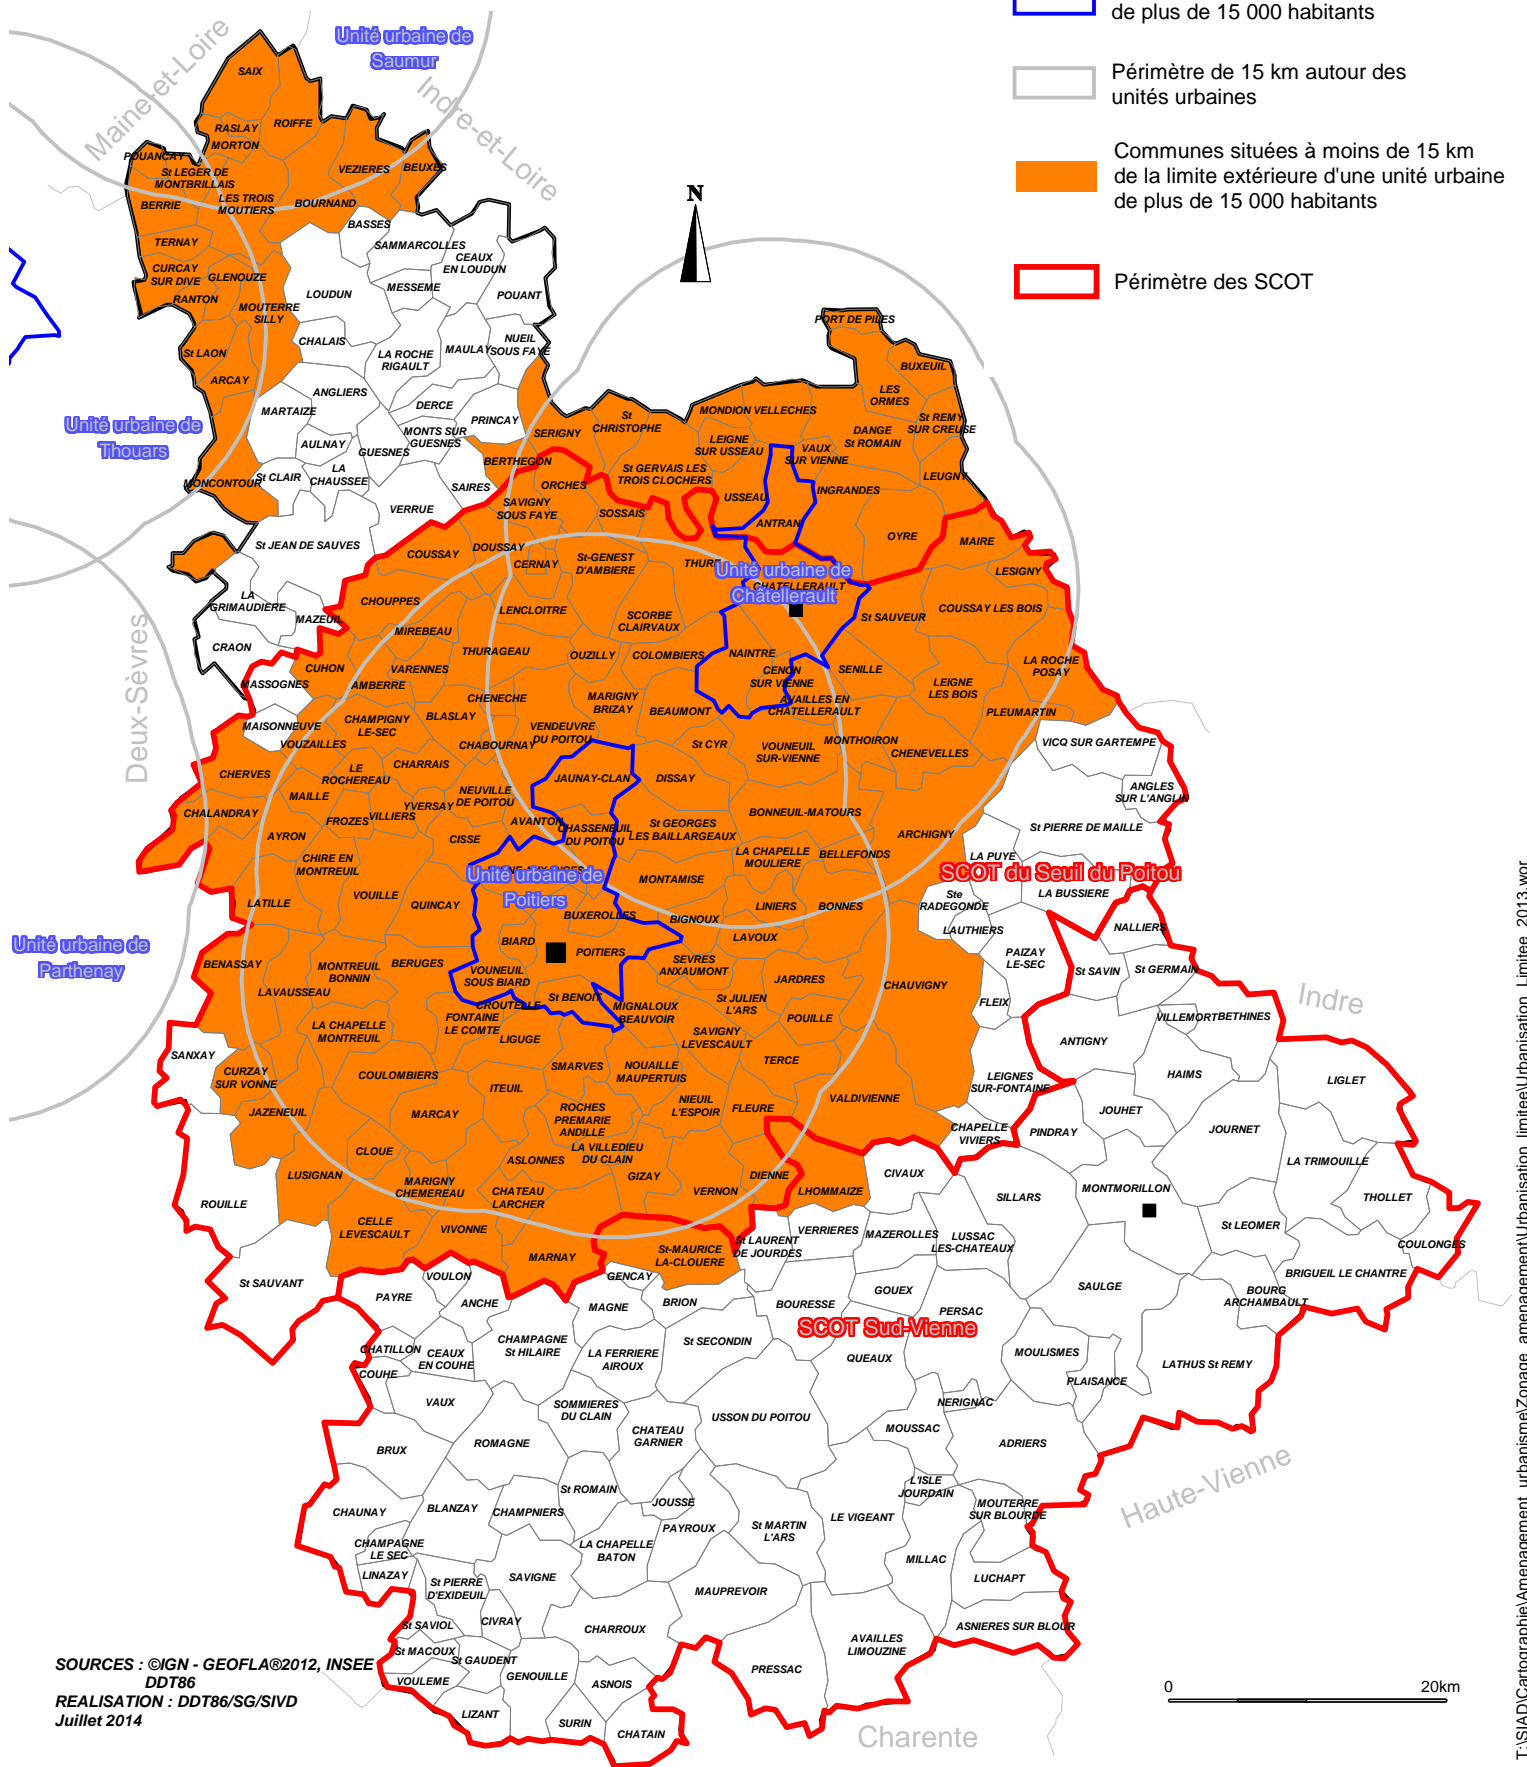 de plus de 15 000 habitants
Périmètre de 15 km autour des
unités urbaines
Communes situées à moins de 15 km
de la limite extérieure d'une unité urbaine
de plus de 15 000 habitants
Périmètre des SCOT
Unité urbaine de
Saumur
Maine-et-Loire
Indre-et-Loire
N
SAIX
RASLAY
ROIFFE
MORTON
POUANCAY
St LEGER DE
MONTBRILLAIS
VEZIERES
BEUXES
BERRIE
LES TROIS
MOUTIERS
BOURNAND
BASSES
TERNAY
SAMMARCOLLES
CEAUX
EN LOUDUN
CURCAY
SUR DIVE
GLENOUZE
RANTON
LOUDUN
MESSEME
POUANT
MOUTERRE
SILLY
CHALAIS
LA ROCHE
RIGAULT
MAULAY
NUEIL
SOUS FAYE
St LAON
ARCAY
ANGLIERS
MARTAIZE
DERCE
PRINCAY
MONTS SUR
GUESNES
AULNAY
GUESNES
Unité urbaine de
Thouars
MONCONTOUR
St CLAIR
LA
CHAUSSEE
SAIRES
VERRUE
St JEAN DE SAUVES
LA
GRIMAUDIERE
MAZEUIL
CRAON
MASSOGNES
MAISONNEUVE
Deux-Sèvres
PORT DE PILES
BUXEUIL
LES
ORMES
St REMY
SUR CREUSE
DANGE
St ROMAIN
LEUGNY
MONDION
VELLECHES
St
CHRISTOPHE
SERIGNY
LEIGNE
SUR USSEAU
VAUX
SUR VIENNE
BERTHEGON
St GERVAIS LES
TROIS CLOCHERS
ORCHES
SAVIGNY
SOUS FAYE
SOSSAIS
USSEAU
INGRANDES
ANTRAN
OYRE
MAIRE
LESIGNY
COUSSAY
DOUSSAY
CERNAY
St-GENEST
D'AMBIERE
THURE
Unité urbaine de
Châtellerault
CHATELLERAULT
CHOUPPES
LENCLOITRE
SCORBE
CLAIRVAUX
St SAUVEUR
COUSSAY LES BOIS
MIREBEAU
THURAGEAU
OUZILLY
COLOMBIERS
NAINTRE
CENON
SUR VIENNE
SENILLE
LA ROCHE
POSAY
CUHON
VARENNES
AMBERRE
CHENECHE
MARIGNY
BRIZAY
BEAUMONT
AVAILLES EN
CHATELLERAULT
LEIGNE
LES BOIS
PLEUMARTIN
CHAMPIGNY
LE-SEC
BLASLAY
VENDEUVRE
DU POITOU
VOUZAILLES
CHABOURNAY
St CYR
VOUNEUIL
SUR-VIENNE
MONTHOIRON
CHENEVELLES
VICQ SUR GARTEMPE
CHERVES
LE
ROCHEREAU
CHARRAIS
JAUNAY-CLAN
DISSAY
ANGLES
SUR L'ANGLIN
CHALANDRAY
MAILLE
NEUVILLE
DE POITOU
YVERSAY
FROZES
VILLIERS
AVANTON
CHASSENEUIL
DU POITOU
St GEORGES
LES BAILLARGEAUX
BONNEUIL-MATOURS
ARCHIGNY
St PIERRE DE MAILLE
AYRON
CISSE
CHIRE EN
MONTREUIL
LA CHAPELLE
MOULIERE
BELLEFONDS
LA PUYE
SCOT du Seuil du Poitou
Unité urbaine de
Poitiers
MONTAMISE
LA BUSSIERE
LATILLE
VOUILLE
QUINCAY
BUXEROLLES
BIGNOUX
LINIERS
BONNES
Ste
RADEGONDE
LAUTHIERS
NALLIERS
Unité urbaine de
Parthenay
BENASSAY
BIARD
POITIERS
LAVOUX
PAIZAY
LE-SEC
LAVAUSSEAU
MONTREUIL
BONNIN
BERUGES
VOUNEUIL
SOUS BIARD
SEVRES
ANXAUMONT
JARDRES
CHAUVIGNY
St SAVIN
St GERMAIN
FLEIX
Indre
St BENOIT
CROUTELLE
FONTAINE
LE COMTE
MIGNALOUX
BEAUVOIR
St JULIEN
L'ARS
POUILLE
VILLEMORT
BETHINES
LA CHAPELLE
MONTREUIL
LIGUGE
SAVIGNY
LEVESCAULT
ANTIGNY
SANXAY
CURZAY
SUR VONNE
COULOMBIERS
SMARVES
NOUAILLE
MAUPERTUIS
TERCE
HAIMS
LIGLET
ITEUIL
LEIGNES
SUR-FONTAINE
JAZENEUIL
MARCAY
ROCHES
PREMARIE
ANDILLE
NIEUIL
L'ESPOIR
FLEURE
VALDIVIENNE
JOUHET
CHAPELLE
VIVIERS
PINDRAY
JOURNET
CLOUE
ASLONNES
LA VILLEDIEU
DU CLAIN
LA TRIMOUILLE
LUSIGNAN
MARIGNY
CHEMEREAU
CHATEAU
LARCHER
GIZAY
VERNON
DIENNE
LHOMMAIZE
CIVAUX
SILLARS
MONTMORILLON
THOLLET
ROUILLE
CELLE
LEVESCAULT
VIVONNE
MARNAY
St-MAURICE
LA-CLOUERE
St LAURENT
DE JOURDES
VERRIERES
MAZEROLLES
LUSSAC
LES-CHATEAUX
St LEOMER
COULONGES
St SAUVANT
VOULON
PAYRE
ANCHE
GENCAY
MAGNE
BRION
BOURESSE
GOUEX
PERSAC
SAULGE
BRIGUEIL LE CHANTRE
BOURG
ARCHAMBAULT
SCOT Sud-Vienne
CHATILLON
CEAUX
EN COUHE
COUHE
CHAMPAGNE
St HILAIRE
LA FERRIERE
AIROUX
St SECONDIN
QUEAUX
MOULISMES
LATHUS St REMY
PLAISANCE
VAUX
SOMMIERES
DU CLAIN
CHATEAU
GARNIER
USSON DU POITOU
NERIGNAC
MOUSSAC
ADRIERS
BRUX
ROMAGNE
St ROMAIN
L'ISLE
JOURDAIN
Haute-Vienne
CHAUNAY
BLANZAY
CHAMPNIERS
JOUSSE
PAYROUX
St MARTIN
L'ARS
LE VIGEANT
MOUTERRE
SUR BLOURDE
CHAMPAGNE
LE SEC
LINAZAY
LA CHAPELLE
BATON
MILLAC
St PIERRE
D'EXIDEUIL
SAVIGNE
MAUPREVOIR
LUCHAPT
St SAVIOL
CIVRAY
CHARROUX
AVAILLES
LIMOUZINE
ASNIERES SUR BLOUR
St MACOUX
St GAUDENT
VOULEME
GENOUILLE
ASNOIS
PRESSAC
LIZANT
SURIN
CHATAIN
Charente
SOURCES : ©IGN - GEOFLA®2012, INSEE
DDT86
REALISATION : DDT86/SG/SIVD
Juillet 2014
0 20km
T:\SIAD\Cartographie\Amenagement_urbanisme\Zonage_amenagement\Urbanisation_limitee\Urbanisation_Limitee_2013.wor